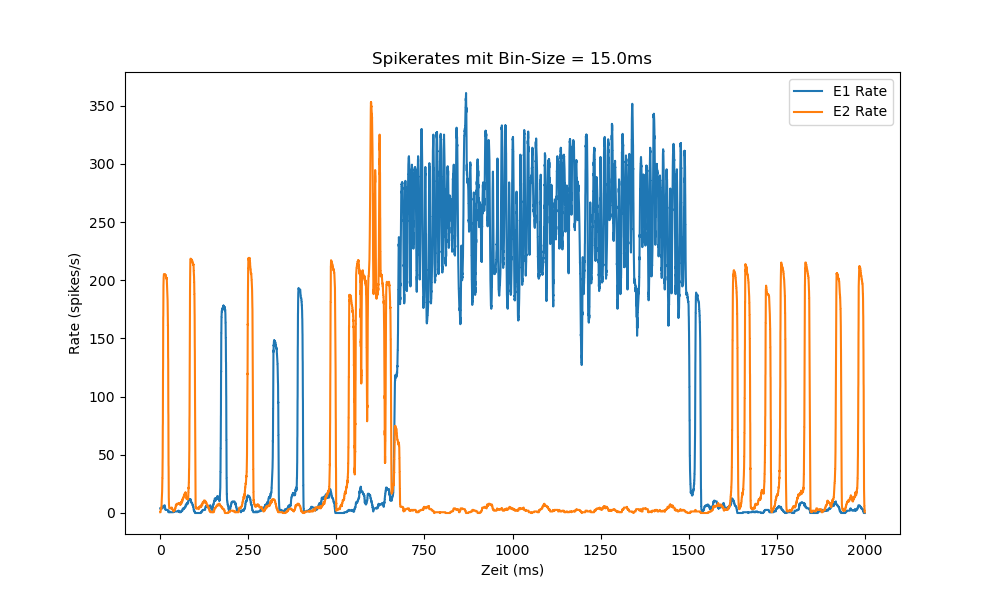 Spikerates mit Bin-Size = 15.0ms
E1 Rate
E2 Rate
Rate (spikes/s)
350
300
250
200
150
100
50
0
0 250 500 750 1000 1250 1500 1750 2000
Zeit (ms)